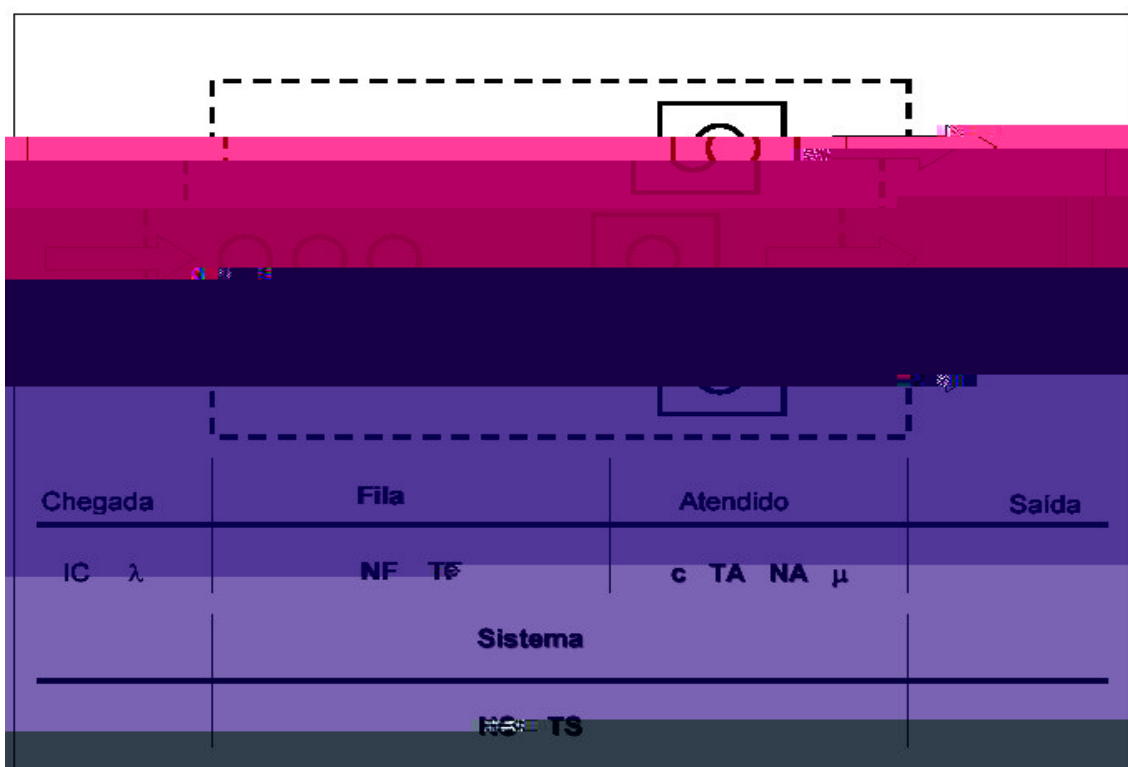 Chegada Fila Atendido Saída
IC λ NF c TA NA μ
Sistema
TS